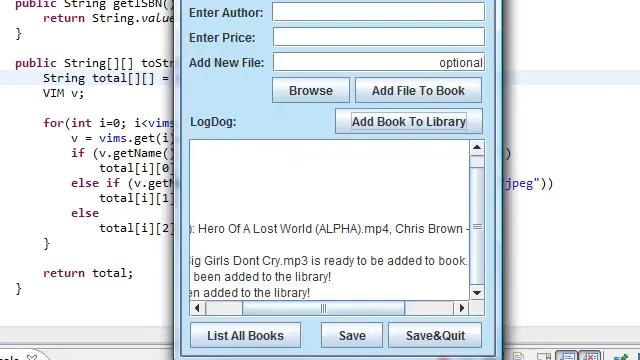 public String getISBN()
return String.value
}
public String[][] toStr
String total[][] =
VIM v;
for(int i=0; i<vims
v = vims.get(i)
if (v.getName()
total[i][0]
else if (v.getN
jpeg"))
total[i][1]
else
total[i][2]
}
return total;
}
Enter Author:
Enter Price:
Add New File:
optional
Browse
Add File To Book
LogDog:
Add Book To Library
): Hero Of A Lost World (ALPHA).mp4, Chris Brown -
Big Girls Dont Cry.mp3 is ready to be added to book.
been added to the library!
en added to the library!
List All Books
Save
Save&Quit